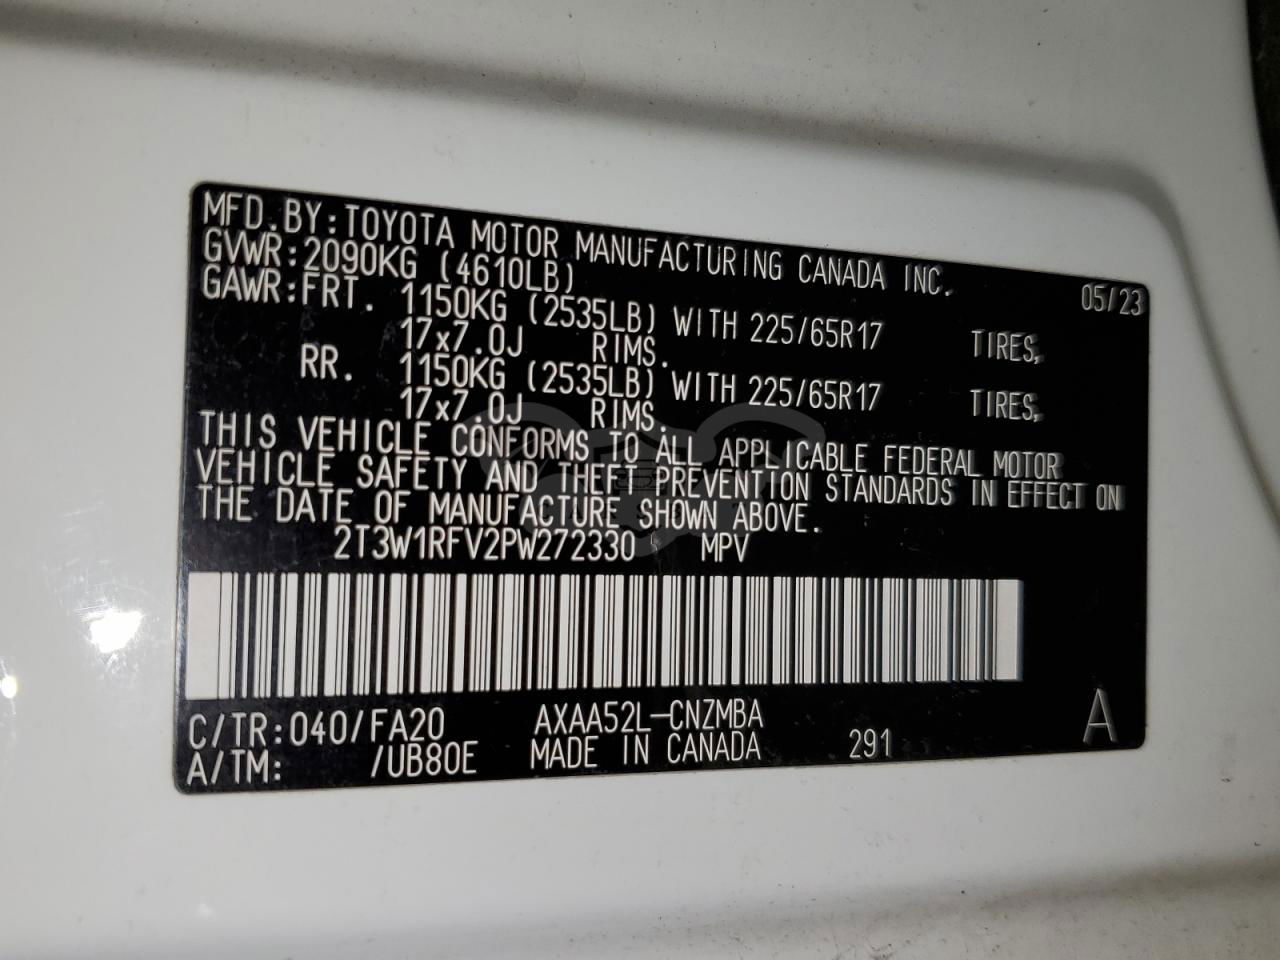 MFD.BY:TOYOTA MOTOR MANUFACTURING CANADA INC. 05/23
GVWR:2090KG (4610LB)
GAWR:FRT. 1150KG (2535LB) WITH 225/65R17 TIRES,
17x7.0J RIMS.
RR. 1150KG (2535LB) WITH 225/65R17 TIRES,
17x7.0J RIMS.
THIS VEHICLE CONFORMS TO ALL APPLICABLE FEDERAL MOTOR
VEHICLE SAFETY AND THEFT PREVENTION STANDARDS IN EFFECT ON
THE DATE OF MANUFACTURE SHOWN ABOVE.
2T3W1RFV2PW272330 MPV
C/TR:040/FA20 AXAA52L-CNZMBA A
A/TM: /UB80E MADE IN CANADA 291